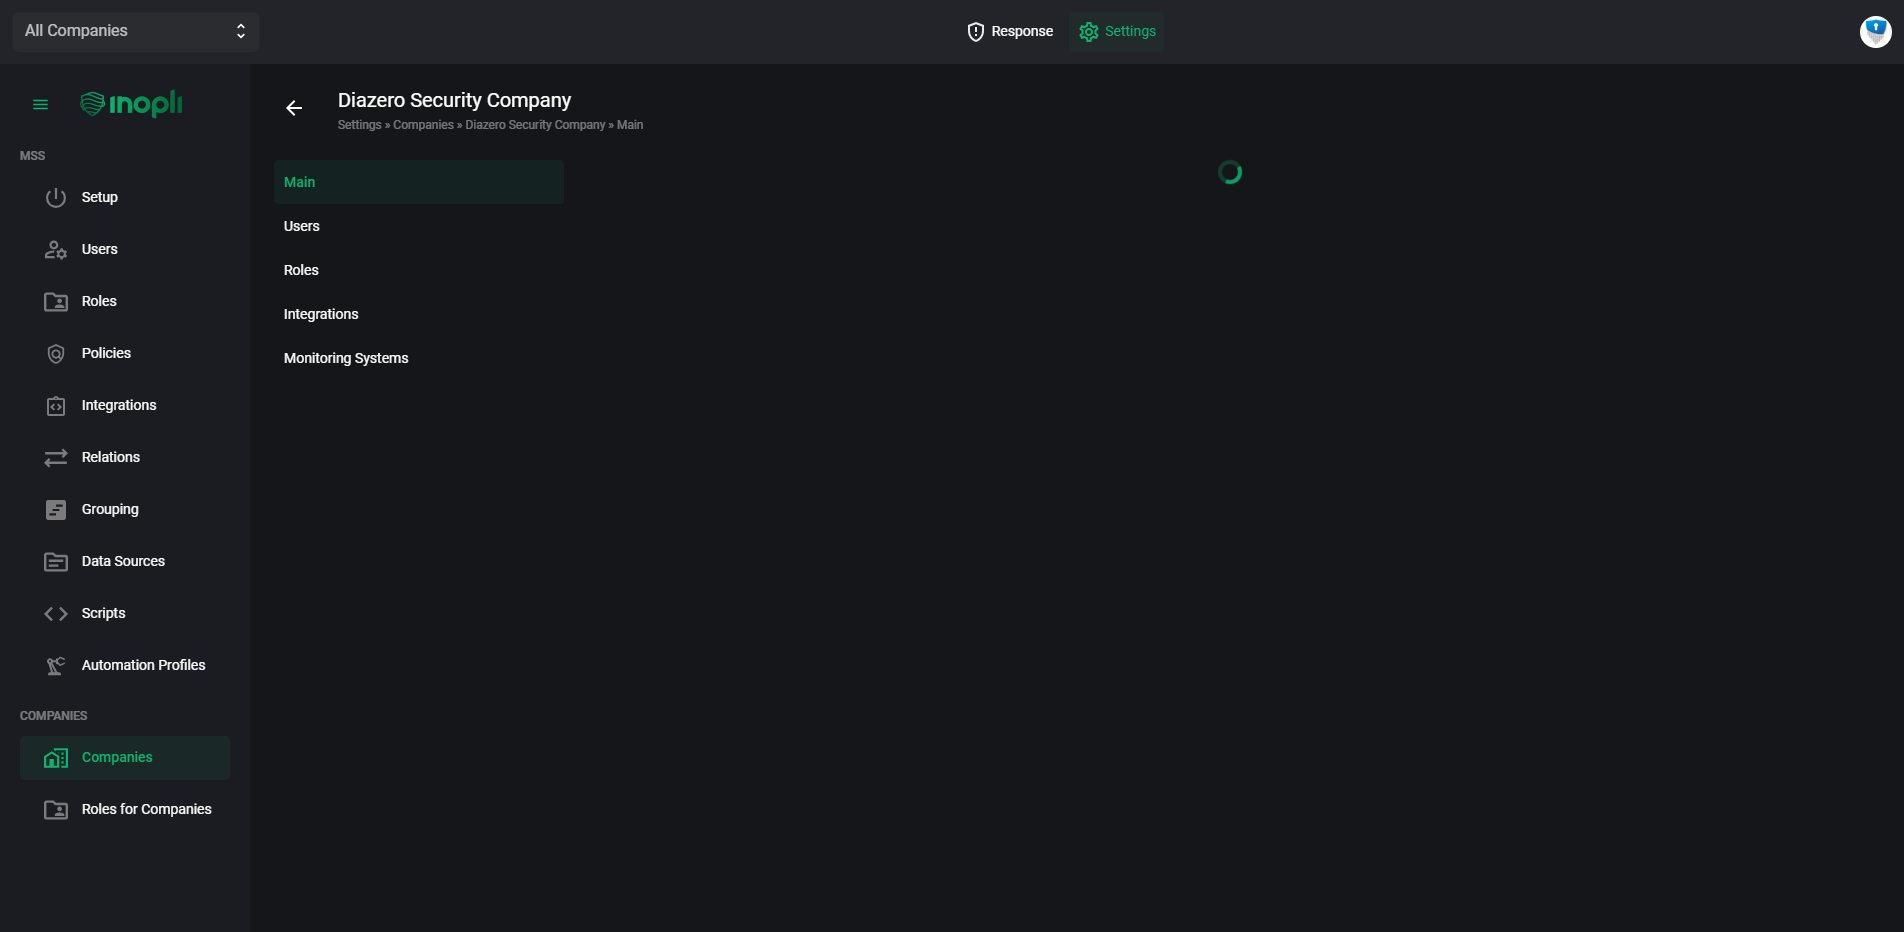 All Companies
Response
Settings
inopli
Diazero Security Company
Settings » Companies » Diazero Security Company » Main
MSS
Setup
Users
Roles
Policies
Integrations
Relations
Grouping
Data Sources
Scripts
Automation Profiles
COMPANIES
Companies
Roles for Companies
Main
Users
Roles
Integrations
Monitoring Systems